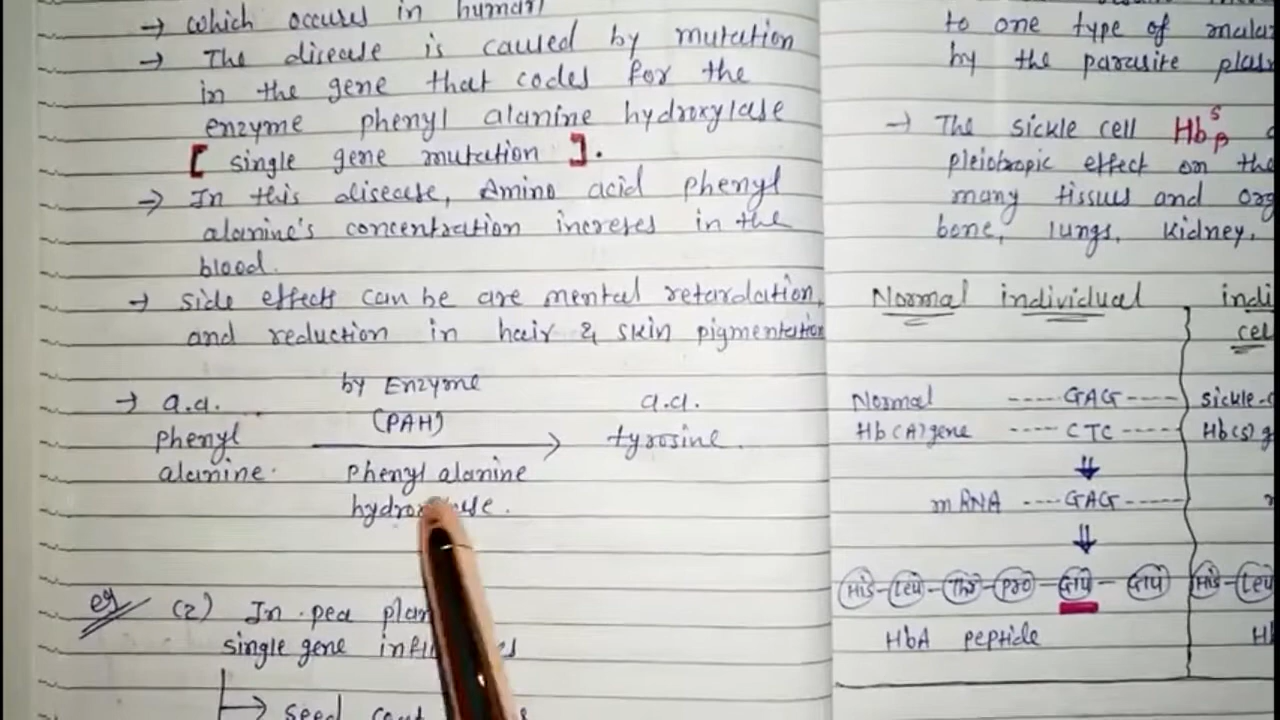 → which occures in human
→ The disease is caused by mutation
in the gene that codes for the
enzyme phenyl alanine hydroxylase
[ single gene mutation ].
→ In this disease, Amino acid phenyl
alanine's concentration increses in the
blood.
→ side effects can be are mental retardation,
and reduction in hair & skin pigmentation
→ a.a. by Enzyme a.a.
(PAH)
phenyl → tyrosine.
alanine. Phenyl alanine
eg (2) In pea
single gene
↳ seed coat
to one type of
by the parasite
→ The sickle cell Hb S β
pleiotropic effect on the
many tissues and
bone, lungs, kidney,
Normal individual
Normal ---- GAG ----
Hb(A)gene ---- CTC ----
⇓
mRNA ---- GAG ----
⇓
His - Leu - Thr - Pro - Glu - Glu
HbA peptide
cel
Hb(s) g
His - Leu